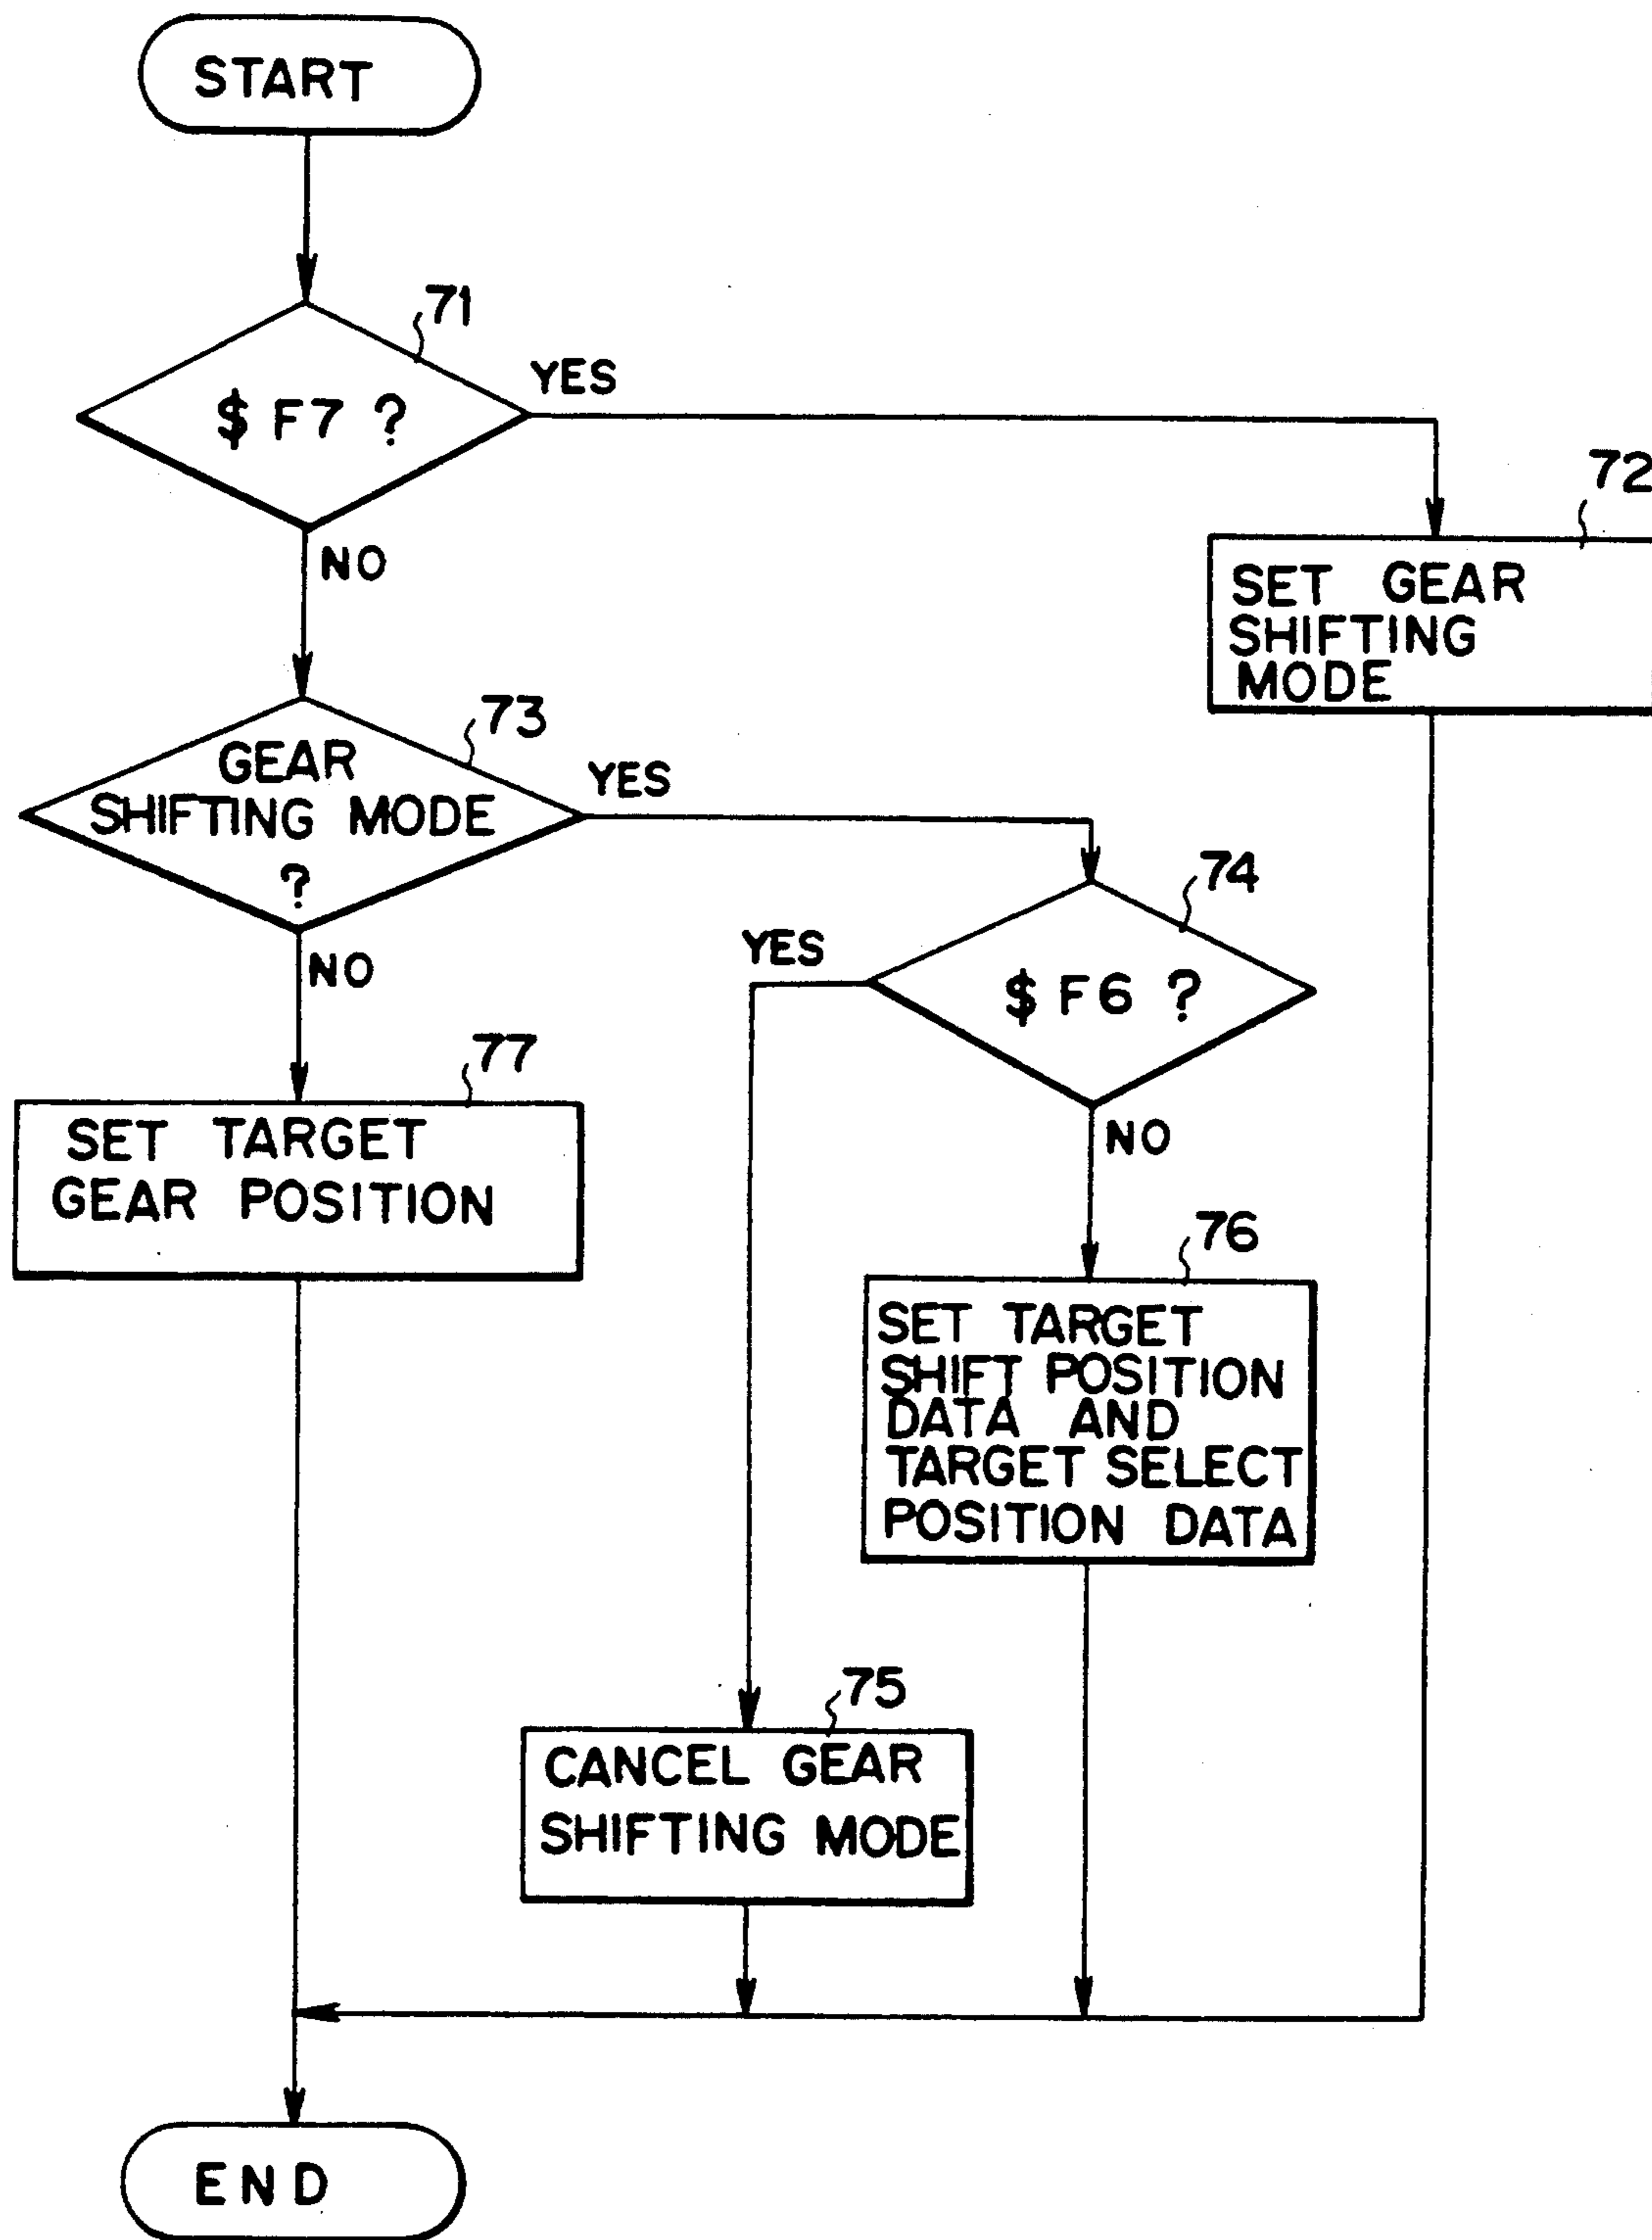 START
71
$ F7 ?
YES
NO
72
SET GEAR
SHIFTING
MODE
73
GEAR
SHIFTING MODE
?
YES
NO
74
$ F6 ?
YES
NO
77
SET TARGET
GEAR POSITION
76
SET TARGET
SHIFT POSITION
DATA AND
TARGET SELECT
POSITION DATA
75
CANCEL GEAR
SHIFTING MODE
END